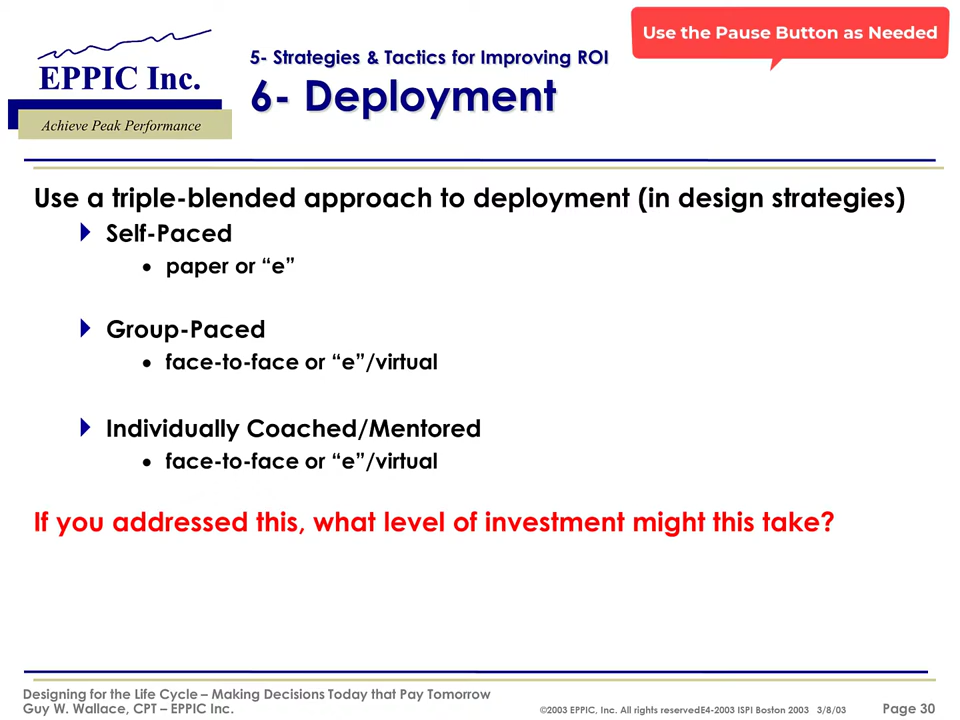 Use the Pause Button as Needed
EPPIC Inc.
Achieve Peak Performance
5- Strategies & Tactics for Improving ROI
6- Deployment
Use a triple-blended approach to deployment (in design strategies)
Self-Paced
• paper or “e”
Group-Paced
• face-to-face or “e”/virtual
Individually Coached/Mentored
• face-to-face or “e”/virtual
If you addressed this, what level of investment might this take?
Designing for the Life Cycle – Making Decisions Today that Pay Tomorrow
Guy W. Wallace, CPT – EPPIC Inc.
©2003 EPPIC, Inc. All rights reservedE4-2003 ISPI Boston 2003 3/8/03
Page 30